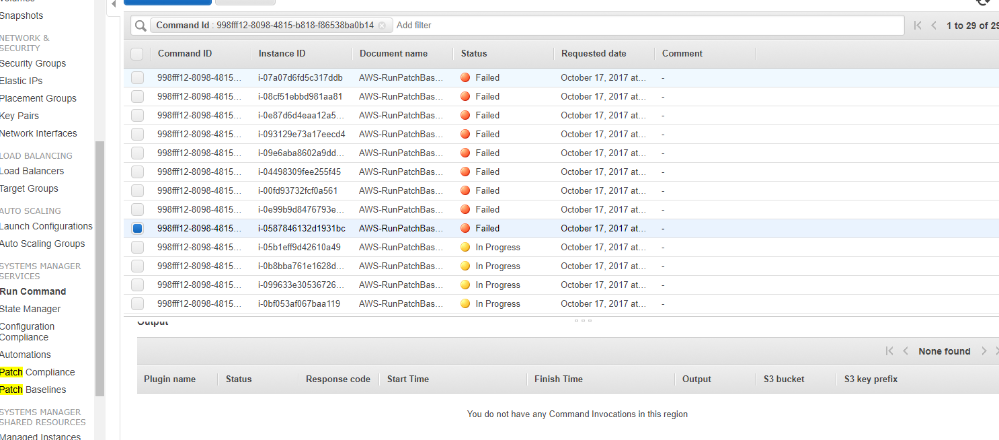 Snapshots
NETWORK &
SECURITY
Security Groups
Elastic IPs
Placement Groups
Key Pairs
Network Interfaces
LOAD BALANCING
Load Balancers
Target Groups
AUTO SCALING
Launch Configurations
Auto Scaling Groups
SYSTEMS MANAGER
SERVICES
Run Command
State Manager
Configuration
Compliance
Automations
Patch Compliance
Patch Baselines
SYSTEMS MANAGER
SHARED RESOURCES
Managed Instances
Command Id : 998fff12-8098-4815-b818-f86538ba0b14 Add filter 1 to 29 of 29
Command ID Instance ID Document name Status Requested date Comment
998fff12-8098-4815... i-07a07d6fd5c317ddb AWS-RunPatchBas... Failed October 17, 2017 at... -
998fff12-8098-4815... i-08cf51ebbd981aa81 AWS-RunPatchBas... Failed October 17, 2017 at... -
998fff12-8098-4815... i-0e87d6d4eaa12a5... AWS-RunPatchBas... Failed October 17, 2017 at... -
998fff12-8098-4815... i-093129e73a17eecd4 AWS-RunPatchBas... Failed October 17, 2017 at... -
998fff12-8098-4815... i-09e6aba8602a9dd... AWS-RunPatchBas... Failed October 17, 2017 at... -
998fff12-8098-4815... i-04498309fee255f45 AWS-RunPatchBas... Failed October 17, 2017 at... -
998fff12-8098-4815... i-00fd93732fcf0a561 AWS-RunPatchBas... Failed October 17, 2017 at... -
998fff12-8098-4815... i-0e99b9d8476793e... AWS-RunPatchBas... Failed October 17, 2017 at... -
998fff12-8098-4815... i-0587846132d1931bc AWS-RunPatchBas... Failed October 17, 2017 at... -
998fff12-8098-4815... i-05b1eff9d42610a49 AWS-RunPatchBas... In Progress October 17, 2017 at... -
998fff12-8098-4815... i-0b8bba761e1628d... AWS-RunPatchBas... In Progress October 17, 2017 at... -
998fff12-8098-4815... i-099633e30536726... AWS-RunPatchBas... In Progress October 17, 2017 at... -
998fff12-8098-4815... i-0bf053af067baa119 AWS-RunPatchBas... In Progress October 17, 2017 at... -
Output
None found
Plugin name Status Response code Start Time Finish Time Output S3 bucket S3 key prefix
You do not have any Command Invocations in this region